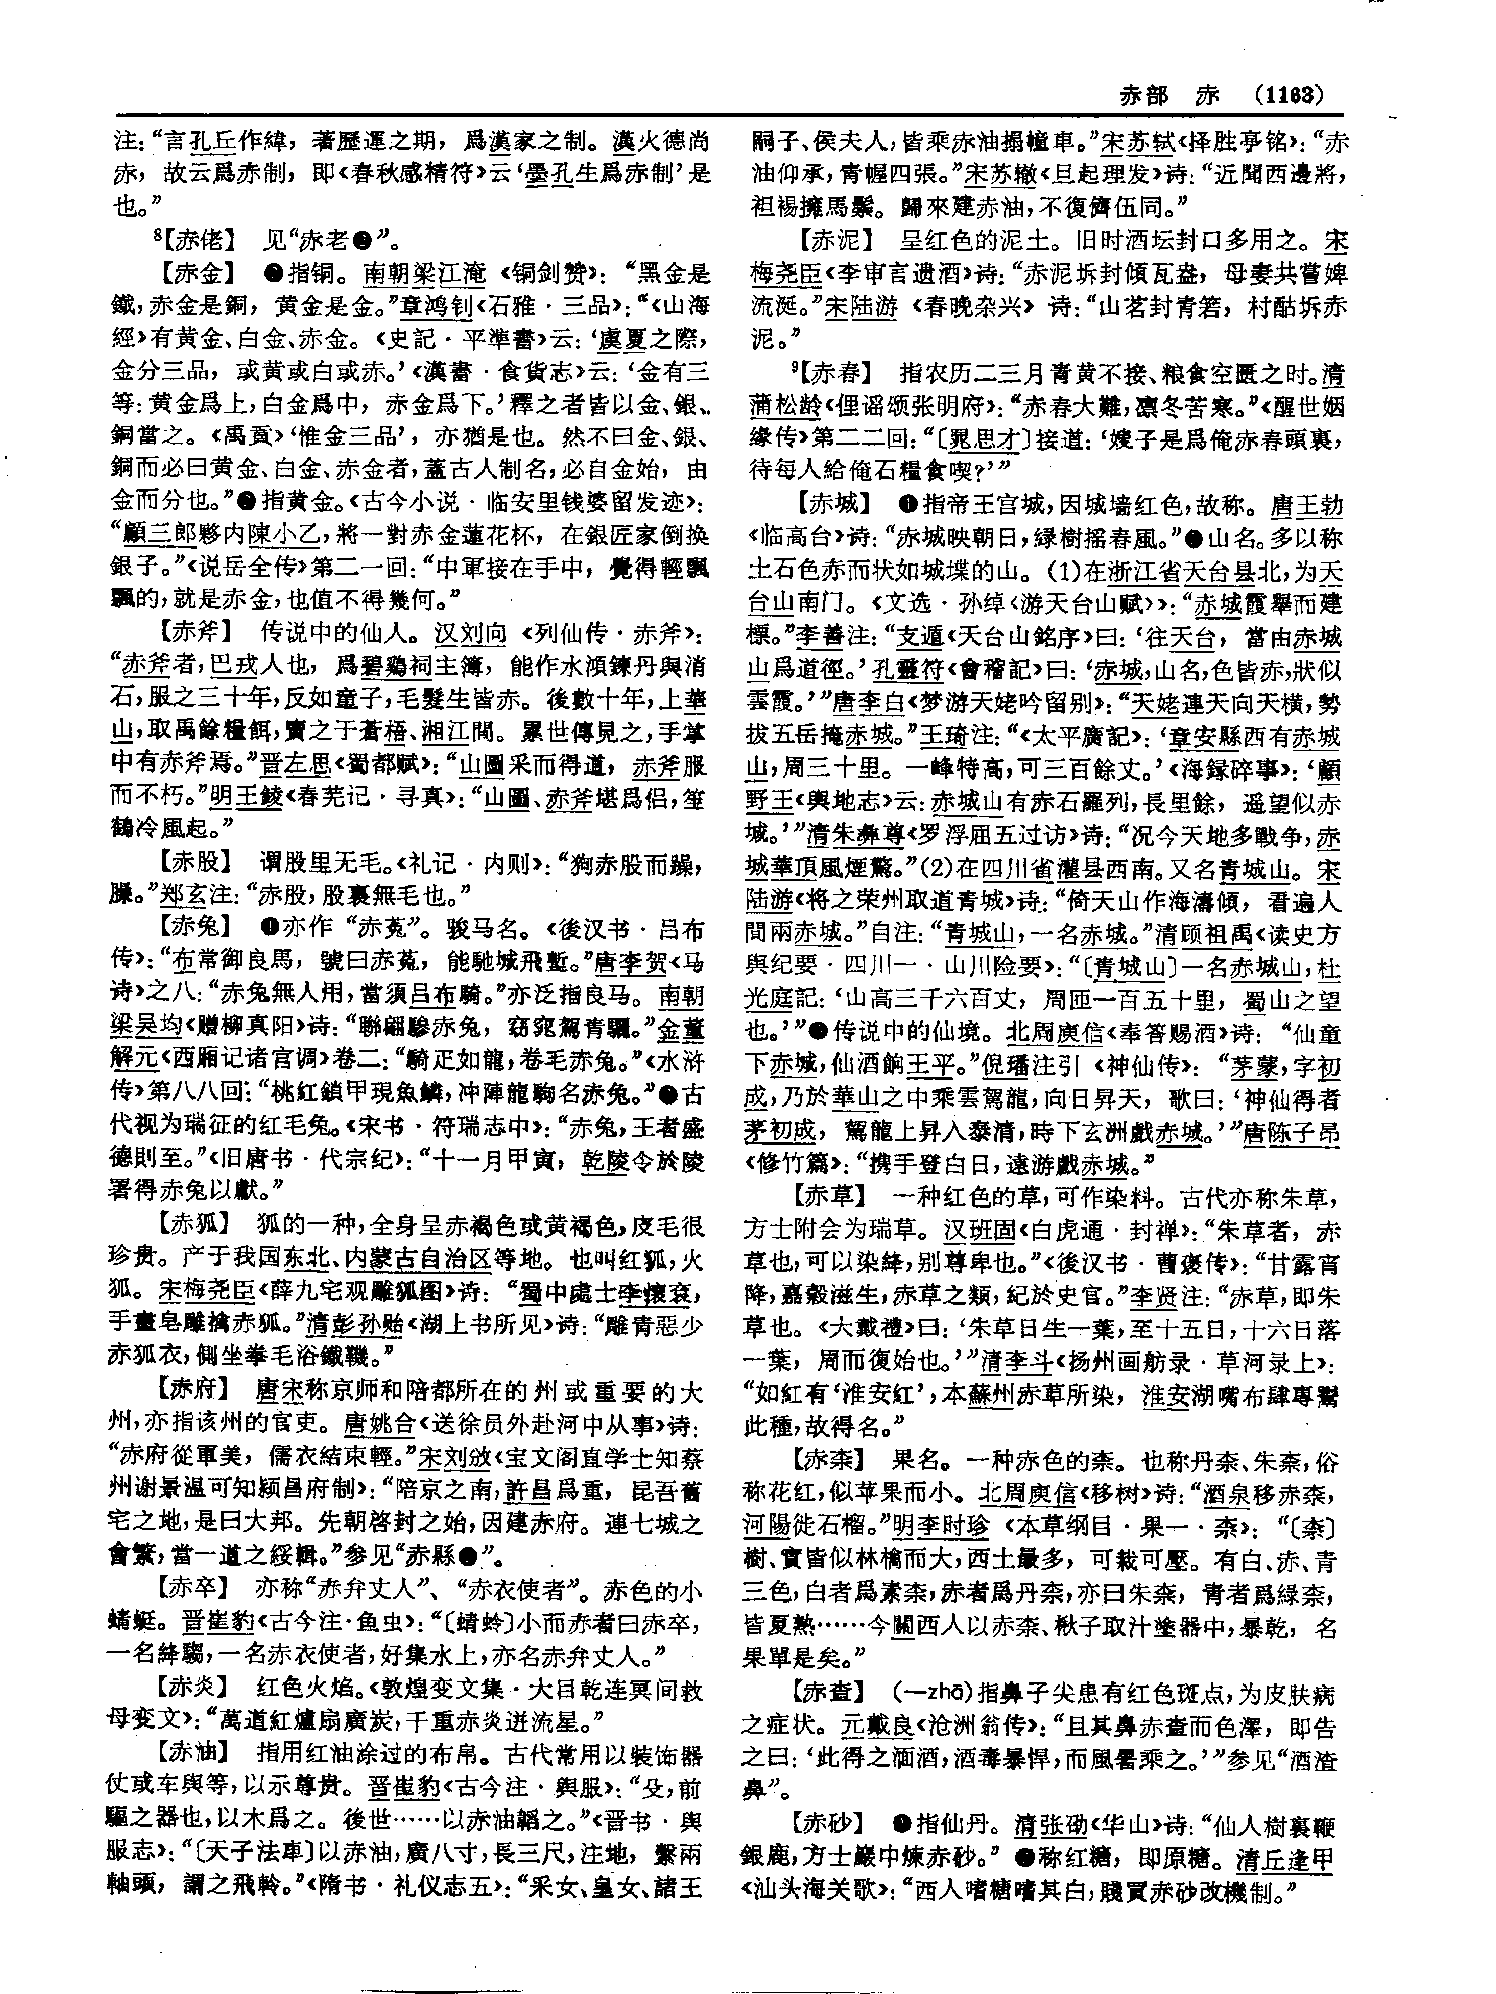 赤部　赤　（1163）
注：“言孔丘作緯，著歷運之期，爲漢家之制。漢火德尚
赤，故云爲赤制，即《春秋感精符》云‘墨孔生爲赤制’是
也。”
⁸【赤佬】　见“赤老❷”。
【赤金】　❶指铜。南朝梁江淹《铜剑赞》：“黑金是
鐵，赤金是銅，黄金是金。”章鸿钊《石雅·三品》：“《山海
經》有黄金、白金、赤金。《史記·平準書》云：‘虞夏之際，
金分三品，或黄或白或赤。’《漢書·食貨志》云：‘金有三
等：黄金爲上，白金爲中，赤金爲下。’釋之者皆以金、銀、
銅當之。《禹貢》‘惟金三品’，亦猶是也。然不曰金、銀、
銅而必曰黄金、白金、赤金者，蓋古人制名，必自金始，由
金而分也。”❷指黄金。《古今小说·临安里钱婆留发迹》：
“顧三郎夥内陳小乙，將一對赤金蓮花杯，在銀匠家倒换
銀子。”《说岳全传》第二一回：“中軍接在手中，覺得輕飄
飄的，就是赤金，也值不得幾何。”
【赤斧】　传说中的仙人。汉刘向《列仙传·赤斧》：
“赤斧者，巴戎人也，爲碧鷄祠主簿，能作水澒鍊丹與消
石，服之三十年，反如童子，毛髮生皆赤。後數十年，上華
山，取禹餘糧餌，賣之于蒼梧、湘江間。累世傳見之，手掌
中有赤斧焉。”晋左思《蜀都赋》：“山圖采而得道，赤斧服
而不朽。”明王錂《春芜记·寻真》：“山圖、赤斧堪爲侣，笙
鶴冷風起。”
【赤股】　谓股里无毛。《礼记·内则》：“狗赤股而躁，
臊。”郑玄注：“赤股，股裏無毛也。”
【赤兔】　❶亦作“赤菟”。骏马名。《後汉书·吕布
传》：“布常御良馬，號曰赤菟，能馳城飛塹。”唐李贺《马
诗》之八：“赤兔無人用，當須吕布騎。”亦泛指良马。南朝
梁吴均《贈柳真阳》诗：“聯翩驂赤兔，窈窕駕青驪。”金董
解元《西厢记诸宫调》卷二：“騎疋如龍，卷毛赤兔。”《水浒
传》第八八回：“桃紅鎖甲現魚鱗，冲陣龍駒名赤兔。”❷古
代视为瑞征的红毛兔。《宋书·符瑞志中》：“赤兔，王者盛
德則至。”《旧唐书·代宗纪》：“十一月甲寅，乾陵令於陵
署得赤兔以獻。”
【赤狐】　狐的一种，全身呈赤褐色或黄褐色，皮毛很
珍贵。产于我国东北、内蒙古自治区等地。也叫红狐，火
狐。宋梅尧臣《薛九宅观雕狐图》诗：“蜀中處士李懷衮，
手畫皂雕擒赤狐。”清彭孙贻《湖上书所见》诗：“雕青惡少
赤狐衣，側坐拳毛浴鐵鞿。”
【赤府】　唐宋称京师和陪都所在的州或重要的大
州，亦指该州的官吏。唐姚合《送徐员外赴河中从事》诗：
“赤府從軍美，儒衣結束輕。”宋刘攽《宝文阁直学士知蔡
州谢景温可知颍昌府制》：“陪京之南，許昌爲重，昆吾舊
宅之地，是曰大邦。先朝啓封之始，因建赤府。連七城之
會繁，當一道之綏輯。”参见“赤縣❷”。
【赤卒】　亦称“赤弁丈人”、“赤衣使者”。赤色的小
蜻蜓。晋崔豹《古今注·鱼虫》：“〔蜻蛉〕小而赤者曰赤卒，
一名絳騶，一名赤衣使者，好集水上，亦名赤弁丈人。”
【赤炎】　红色火焰。《敦煌变文集·大目乾连冥间救
母变文》：“萬道紅爐扇廣炭，千重赤炎迸流星。”
【赤油】　指用红油涂过的布帛。古代常用以装饰器
仗或车舆等，以示尊贵。晋崔豹《古今注·舆服》：“殳，前
驅之器也，以木爲之。後世……以赤油韜之。”《晋书·舆
服志》：“〔天子法車〕以赤油，廣八寸，長三尺，注地，繫兩
軸頭，謂之飛軨。”《隋书·礼仪志五》：“采女、皇女、諸王
嗣子、侯夫人，皆乘赤油搨幢車。”宋苏轼《择胜亭铭》：“赤
油仰承，青幄四張。”宋苏辙《旦起理发》诗：“近聞西邊將，
袒裼擁馬鬃。歸來建赤油，不復儕伍同。”
【赤泥】　呈红色的泥土。旧时酒坛封口多用之。宋
梅尧臣《李审言遗酒》诗：“赤泥坼封傾瓦盎，母妻共嘗婢
流涎。”宋陆游《春晚杂兴》诗：“山茗封青箬，村酤坼赤
泥。”
⁹【赤春】　指农历二三月青黄不接、粮食空匮之时。清
蒲松龄《俚谣颂张明府》：“赤春大難，凛冬苦寒。”《醒世姻
缘传》第二二回：“〔晁思才〕接道：‘嫂子是爲俺赤春頭裏，
待每人給俺石糧食喫？’”
【赤城】　❶指帝王宫城，因城墙红色，故称。唐王勃
《临高台》诗：“赤城映朝日，緑樹摇春風。”❷山名。多以称
土石色赤而状如城堞的山。（1）在浙江省天台县北，为天
台山南门。《文选·孙绰〈游天台山赋〉》：“赤城霞舉而建
標。”李善注：“支遁《天台山銘序》曰：‘往天台，當由赤城
山爲道徑。’孔靈符《會稽記》曰：‘赤城，山名，色皆赤，狀似
雲霞。’”唐李白《梦游天姥吟留别》：“天姥連天向天横，勢
拔五岳掩赤城。”王琦注：“《太平廣記》：‘章安縣西有赤城
山，周三十里。一峰特高，可三百餘丈。’《海録碎事》：‘顧
野王《輿地志》云：赤城山有赤石羅列，長里餘，遥望似赤
城。’”清朱彝尊《罗浮屈五过访》诗：“况今天地多戰争，赤
城華頂風煙驚。”（2）在四川省灌县西南。又名青城山。宋
陆游《将之荣州取道青城》诗：“倚天山作海濤傾，看遍人
間兩赤城。”自注：“青城山，一名赤城。”清顾祖禹《读史方
舆纪要·四川一·山川险要》：“〔青城山〕一名赤城山，杜
光庭記：‘山高三千六百丈，周匝一百五十里，蜀山之望
也。’”❸传说中的仙境。北周庾信《奉答赐酒》诗：“仙童
下赤城，仙酒餉王平。”倪璠注引《神仙传》：“茅蒙，字初
成，乃於華山之中乘雲駕龍，向日昇天，歌曰：‘神仙得者
茅初成，駕龍上昇入泰清，時下玄洲戲赤城。’”唐陈子昂
《修竹篇》：“携手登白日，遠游戲赤城。”
【赤草】　一种红色的草，可作染料。古代亦称朱草，
方士附会为瑞草。汉班固《白虎通·封禅》：“朱草者，赤
草也，可以染絳，别尊卑也。”《後汉书·曹褒传》：“甘露宵
降，嘉穀滋生，赤草之類，紀於史官。”李贤注：“赤草，即朱
草也。《大戴禮》曰：‘朱草日生一葉，至十五日，十六日落
一葉，周而復始也。’”清李斗《扬州画舫录·草河录上》：
“如紅有‘淮安紅’，本蘇州赤草所染，淮安湖嘴布肆專鬻
此種，故得名。”
【赤柰】　果名。一种赤色的柰。也称丹柰、朱柰，俗
称花红，似苹果而小。北周庾信《移树》诗：“酒泉移赤柰，
河陽徙石榴。”明李时珍《本草纲目·果一·柰》：“〔柰〕
樹、實皆似林檎而大，西土最多，可栽可壓。有白、赤、青
三色，白者爲素柰，赤者爲丹柰，亦曰朱柰，青者爲緑柰，
皆夏熟……今關西人以赤柰、楸子取汁塗器中，暴乾，名
果單是矣。”
【赤查】　（—zhā）指鼻子尖患有红色斑点，为皮肤病
之症状。元戴良《沧洲翁传》：“且其鼻赤查而色澤，即告
之曰：‘此得之湎酒，酒毒暴悍，而風暑乘之。’”参见“酒渣
鼻”。
【赤砂】　❶指仙丹。清张劭《华山》诗：“仙人樹裏鞭
銀鹿，方士巖中煉赤砂。”❷称红糖，即原糖。清丘逢甲
《汕头海关歌》：“西人嗜糖嗜其白，賤買赤砂改機制。”